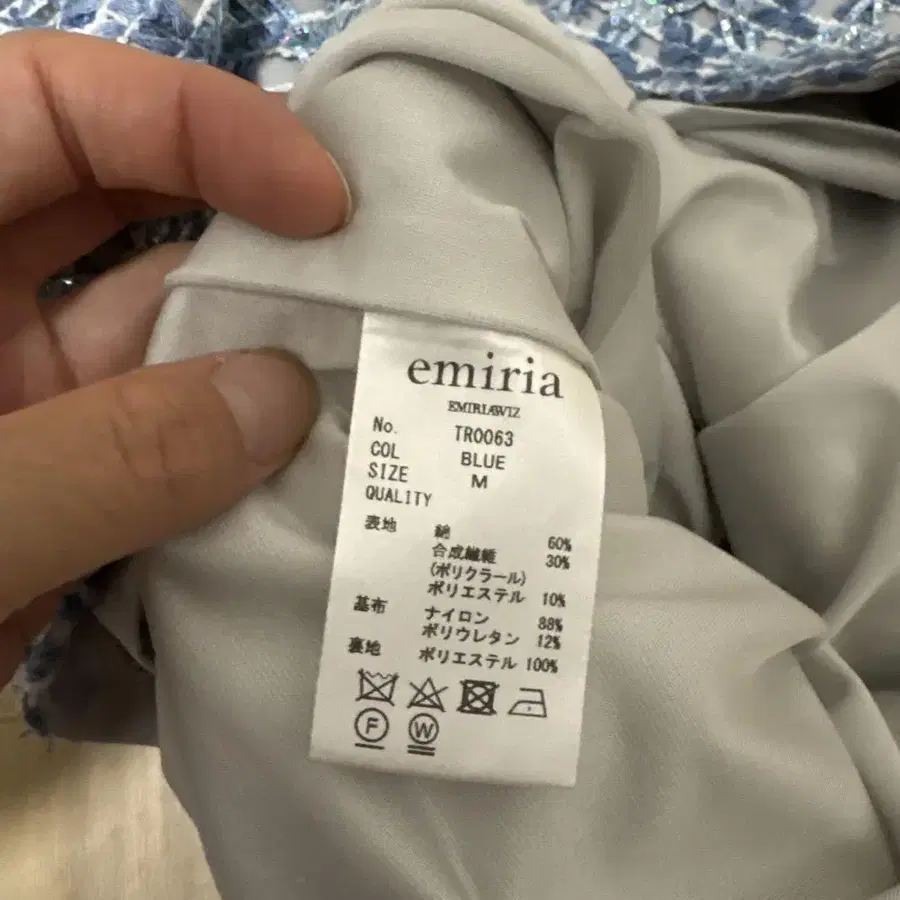 emiria
EMIRIAWIZ
No. TR0063
COL BLUE
SIZE M
QUALITY
表地 綿 60%
合成繊維 30%
(ポリクラール)
ポリエステル 10%
基布 ナイロン 88%
ポリウレタン 12%
裏地 ポリエステル 100%
F W